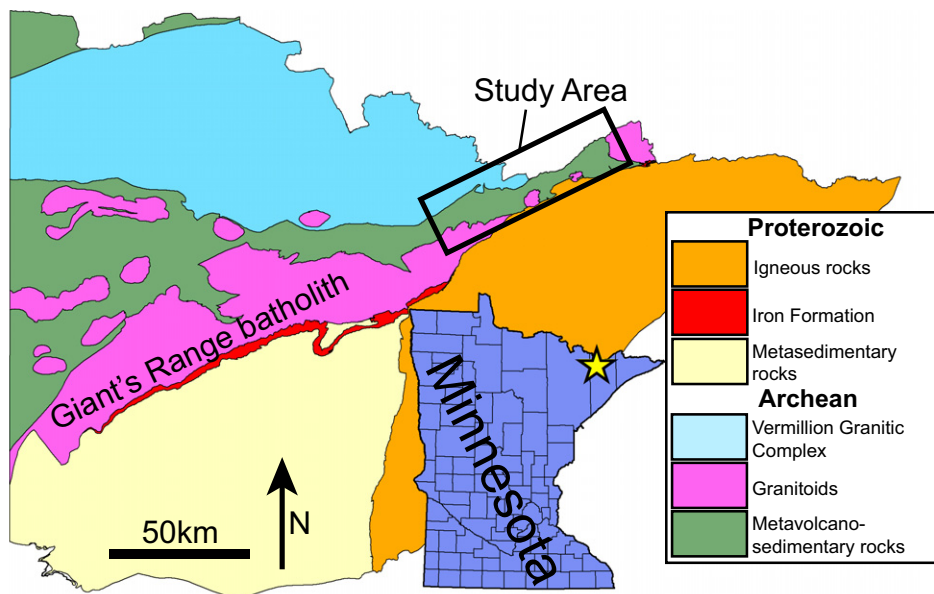 Study Area
Giant's Range batholith
Minnesota
50km
N
Proterozoic
Igneous rocks
Iron Formation
Metasedimentary
rocks
Archean
Vermillion Granitic
Complex
Granitoids
Metavolcano-
sedimentary rocks